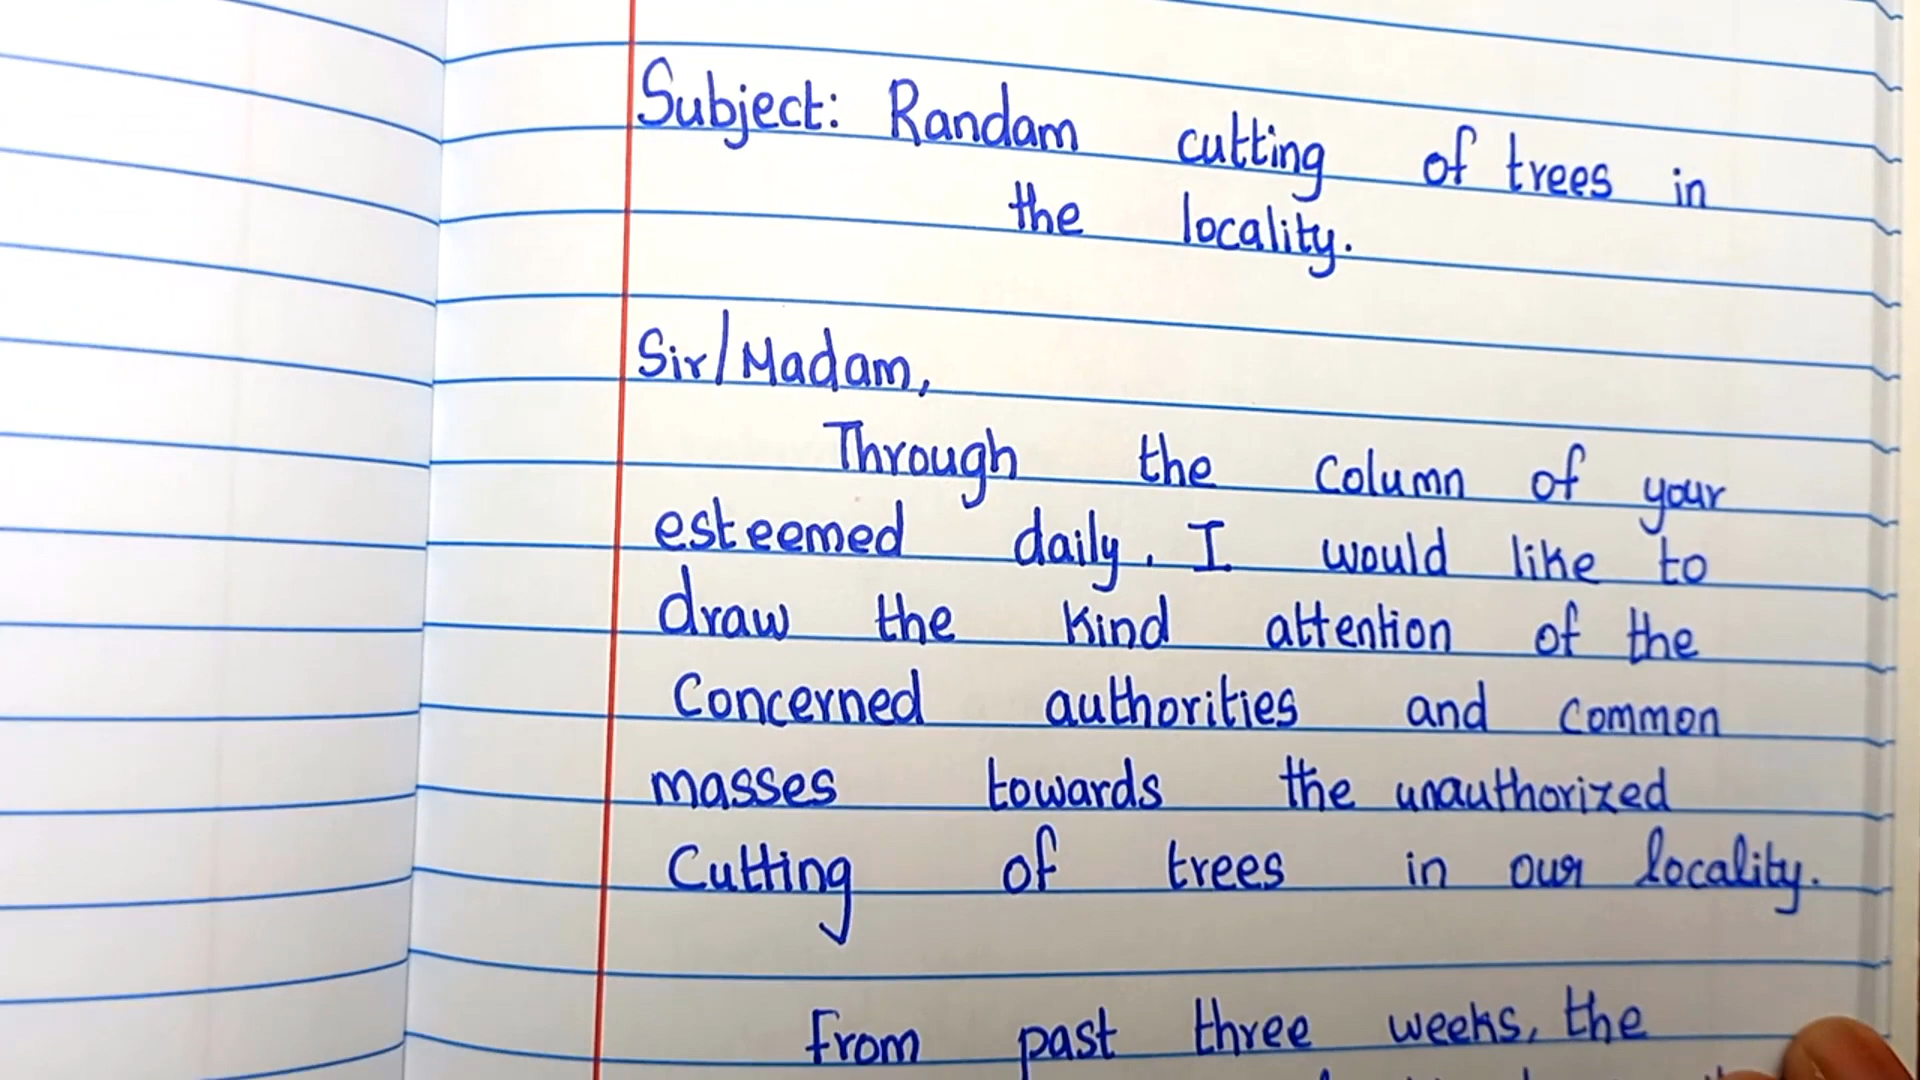 Subject: Randam cutting of trees in
the locality.
Sir/Madam,
Through the column of your
esteemed daily. I would like to
draw the kind attention of the
Concerned authorities and common
masses towards the unauthorized
Cutting of trees in our locality.
From past three weeks, the